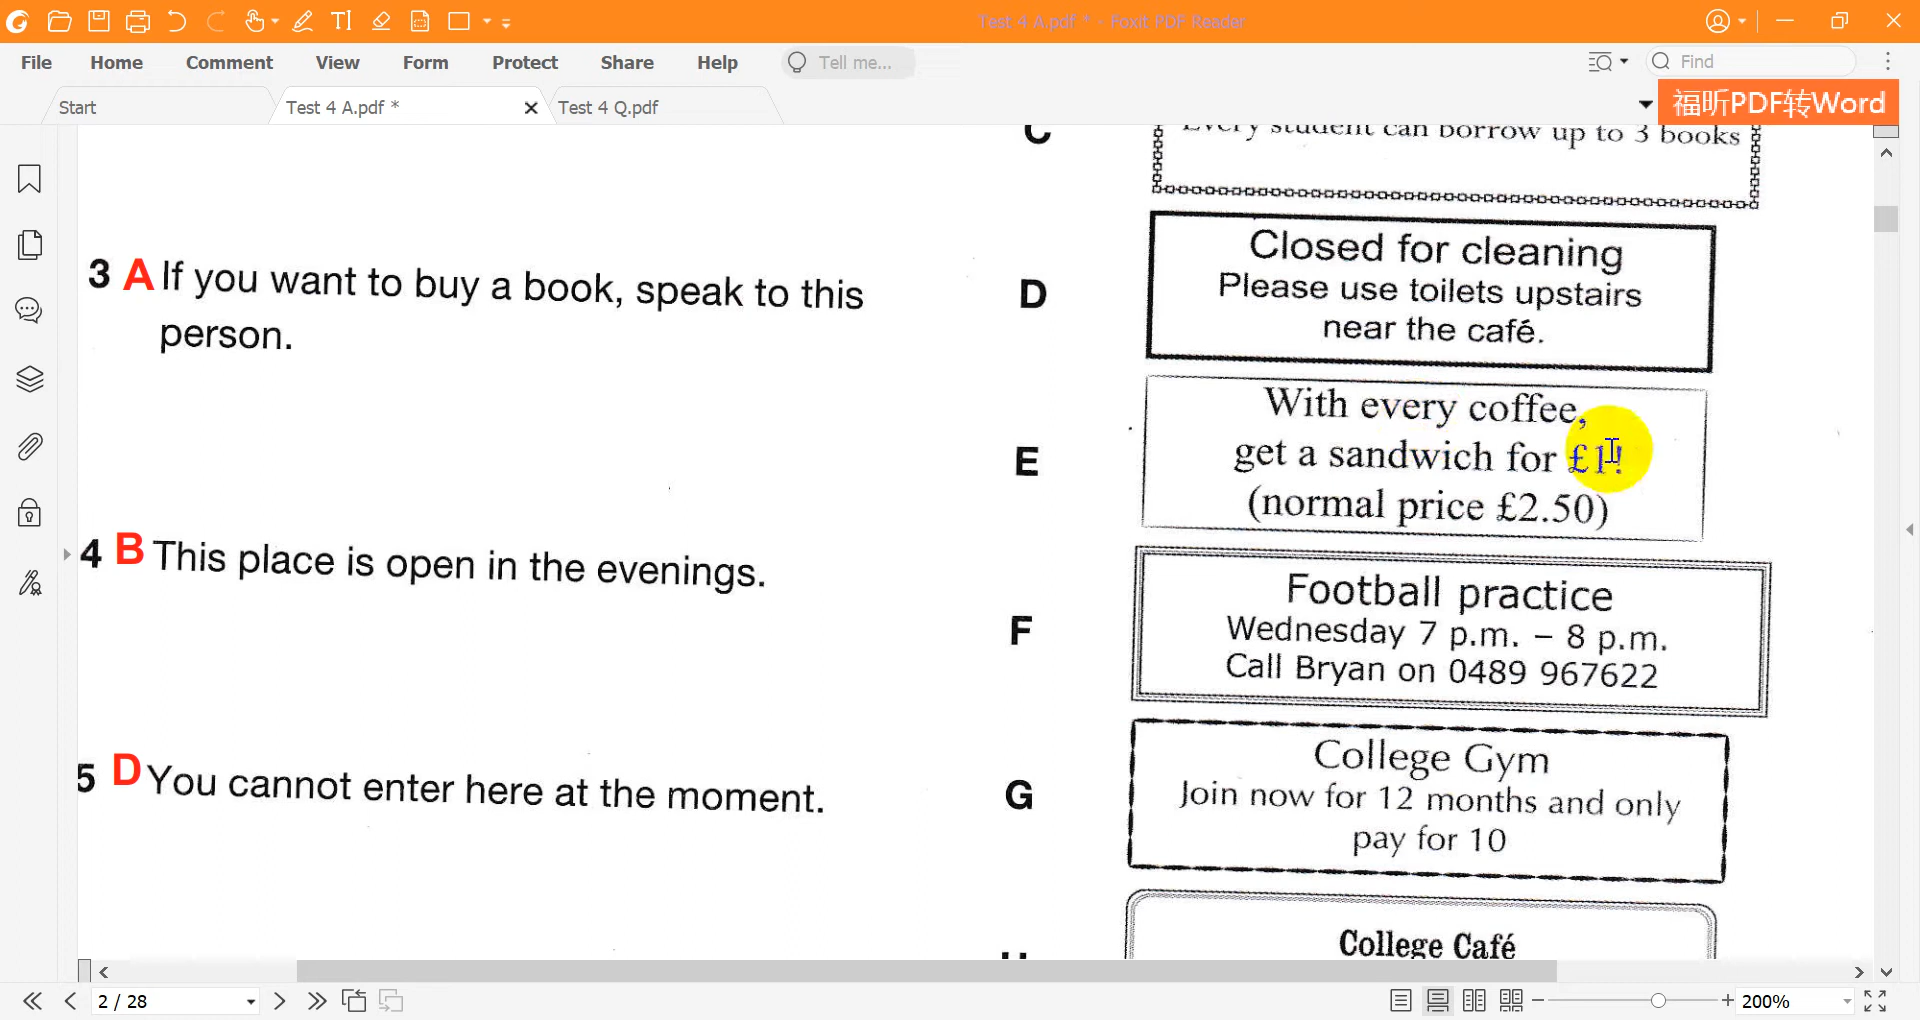 Test 4 A.pdf * - Foxit PDF Reader
File Home Comment View Form Protect Share Help Tell me... Find
Start Test 4 A.pdf * Test 4 Q.pdf 福昕PDF转Word
C Every student can borrow up to 3 books
3 A If you want to buy a book, speak to this
person.
D Closed for cleaning
Please use toilets upstairs
near the café.
E With every coffee,
get a sandwich for £1!
(normal price £2.50)
4 B This place is open in the evenings.
F Football practice
Wednesday 7 p.m. – 8 p.m.
Call Bryan on 0489 967622
5 D You cannot enter here at the moment.
G College Gym
Join now for 12 months and only
pay for 10
College Café
2 / 28 200%